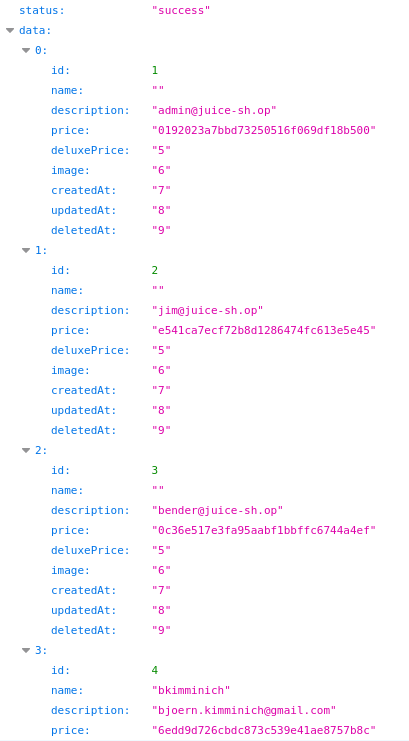 status: "success"
data:
0:
id: 1
name: ""
description: "admin@juice-sh.op"
price: "0192023a7bbd73250516f069df18b500"
deluxePrice: "5"
image: "6"
createdAt: "7"
updatedAt: "8"
deletedAt: "9"
1:
id: 2
name: ""
description: "jim@juice-sh.op"
price: "e541ca7ecf72b8d1286474fc613e5e45"
deluxePrice: "5"
image: "6"
createdAt: "7"
updatedAt: "8"
deletedAt: "9"
2:
id: 3
name: ""
description: "bender@juice-sh.op"
price: "0c36e517e3fa95aabf1bbffc6744a4ef"
deluxePrice: "5"
image: "6"
createdAt: "7"
updatedAt: "8"
deletedAt: "9"
3:
id: 4
name: "bkimminich"
description: "bjoern.kimminich@gmail.com"
price: "6edd9d726cbdc873c539e41ae8757b8c"